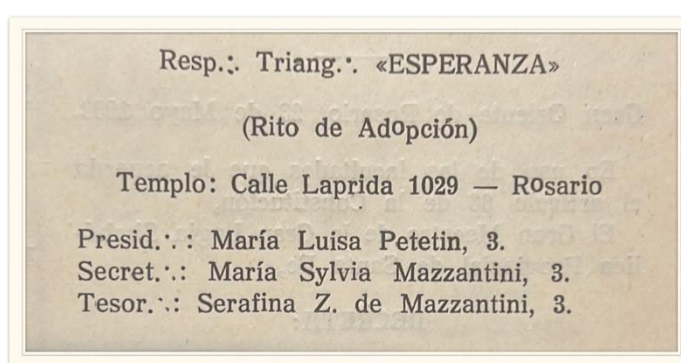 Resp.:. Triang.·. «ESPERANZA»
(Rito de Adopción)
Templo: Calle Laprida 1029 — Rosario
Presid.·.: María Luisa Petetin, 3.
Secret.·.: María Sylvia Mazzantini, 3.
Tesor.·.: Serafina Z. de Mazzantini, 3.